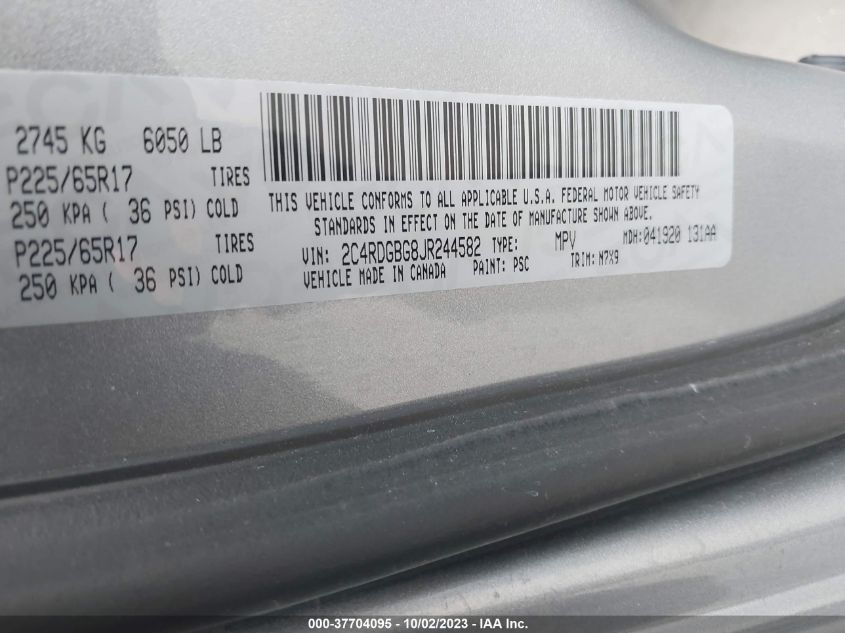 2745 KG 6050 LB
P225/65R17 TIRES
250 KPA ( 36 PSI) COLD
P225/65R17 TIRES
250 KPA ( 36 PSI) COLD
THIS VEHICLE CONFORMS TO ALL APPLICABLE U.S.A. FEDERAL MOTOR VEHICLE SAFETY
STANDARDS IN EFFECT ON THE DATE OF MANUFACTURE SHOWN ABOVE.
VIN: 2C4RDGBG8JR244582 TYPE: MPV MDH:041920 131AA
VEHICLE MADE IN CANADA PAINT: PSC TRIM: N7X9
000-37704095 - 10/02/2023 - IAA Inc.